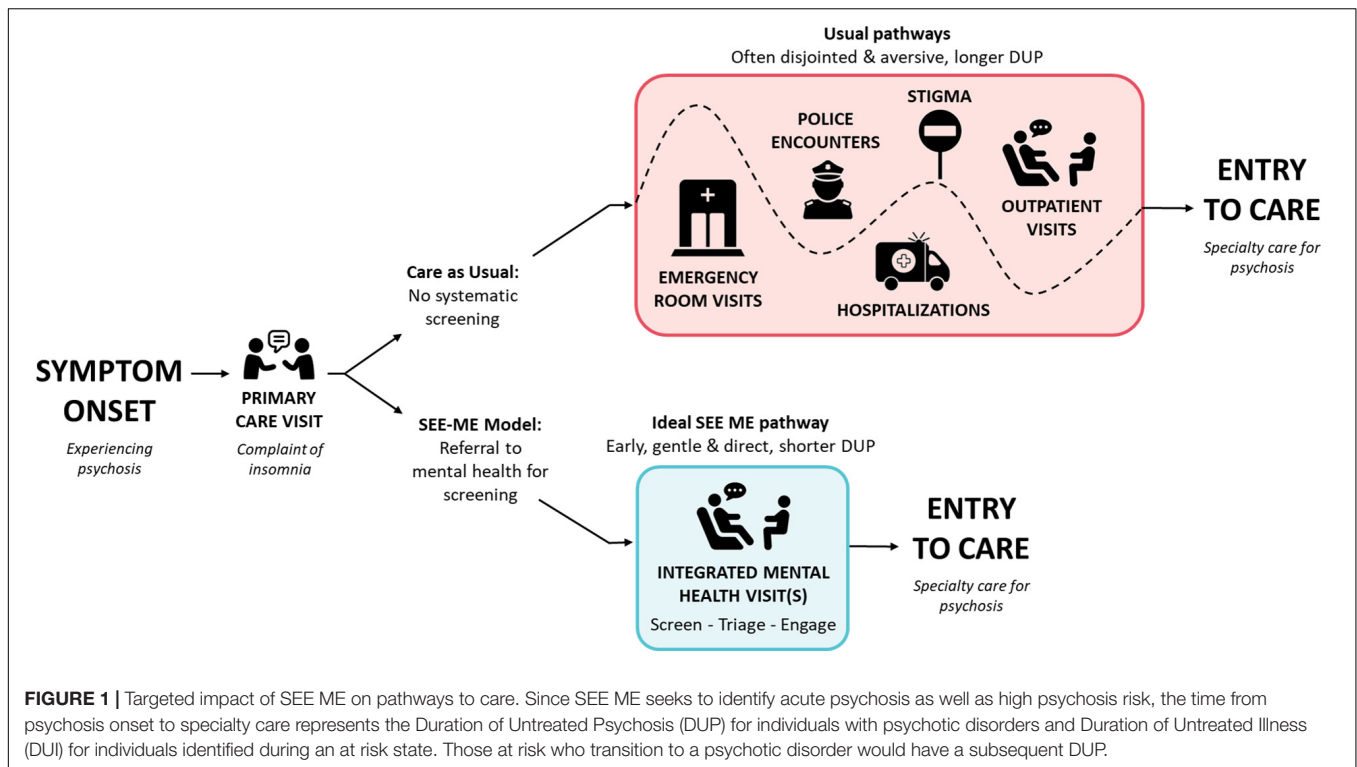 Usual pathways
Often disjointed & aversive, longer DUP
STIGMA
POLICE
ENCOUNTERS
EMERGENCY
ROOM VISITS
HOSPITALIZATIONS
OUTPATIENT
VISITS
ENTRY
TO CARE
Specialty care for
psychosis
Care as Usual:
No systematic
screening
SYMPTOM
ONSET
Experiencing
psychosis
PRIMARY
CARE VISIT
Complaint of
insomnia
SEE-ME Model:
Referral to
mental health for
screening
Ideal SEE ME pathway
Early, gentle & direct, shorter DUP
INTEGRATED MENTAL
HEALTH VISIT(S)
Screen - Triage - Engage
ENTRY
TO CARE
Specialty care for
psychosis
FIGURE 1 | Targeted impact of SEE ME on pathways to care. Since SEE ME seeks to identify acute psychosis as well as high psychosis risk, the time from
psychosis onset to specialty care represents the Duration of Untreated Psychosis (DUP) for individuals with psychotic disorders and Duration of Untreated Illness
(DUI) for individuals identified during an at risk state. Those at risk who transition to a psychotic disorder would have a subsequent DUP.